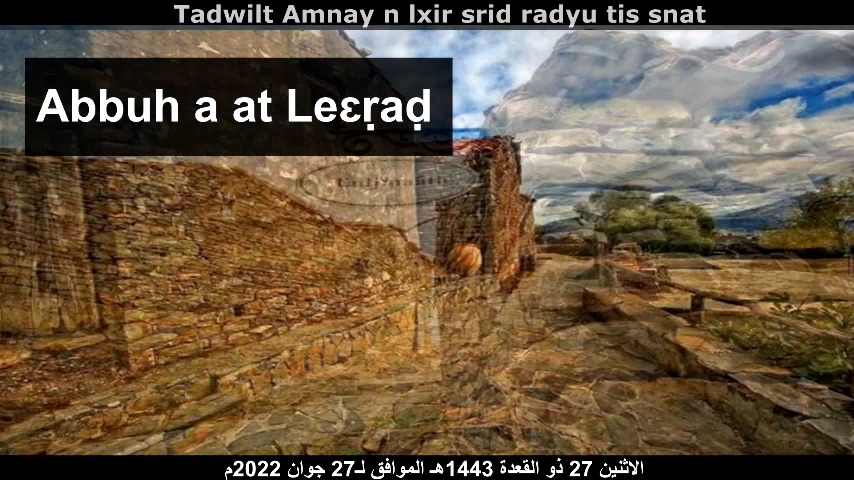 Tadwilt Amnay n lxir srid radyu tis snat
Abbuh a at Leɛṛaḍ
الاثنين 27 ذو القعدة 1443هـ الموافق لـ27 جوان 2022م